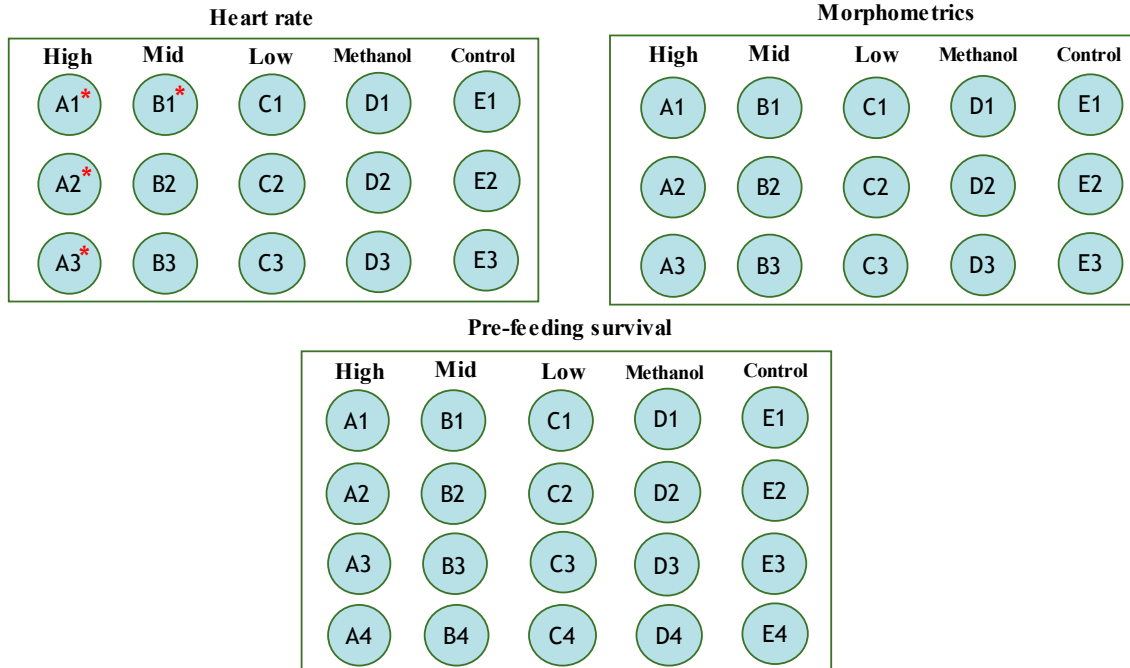 Heart rate
High Mid Low Methanol Control
A1* B1* C1 D1 E1
A2* B2 C2 D2 E2
A3* B3 C3 D3 E3
Morphometrics
High Mid Low Methanol Control
A1 B1 C1 D1 E1
A2 B2 C2 D2 E2
A3 B3 C3 D3 E3
Pre-feeding survival
High Mid Low Methanol Control
A1 B1 C1 D1 E1
A2 B2 C2 D2 E2
A3 B3 C3 D3 E3
A4 B4 C4 D4 E4